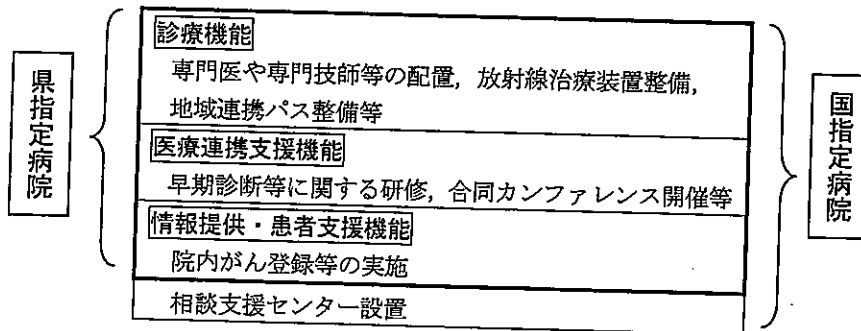 県指定病院
診療機能
専門医や専門技師等の配置，放射線治療装置整備，
地域連携パス整備等
医療連携支援機能
早期診断等に関する研修，合同カンファレンス開催等
情報提供・患者支援機能
院内がん登録等の実施
相談支援センター設置
国指定病院